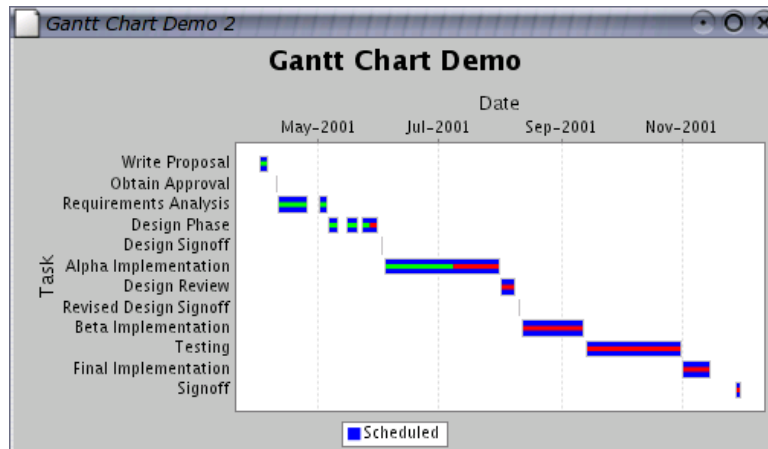 Gantt Chart Demo 2
Gantt Chart Demo
Date
May-2001 Jul-2001 Sep-2001 Nov-2001
Task
Write Proposal
Obtain Approval
Requirements Analysis
Design Phase
Design Signoff
Alpha Implementation
Design Review
Revised Design Signoff
Beta Implementation
Testing
Final Implementation
Signoff
Scheduled